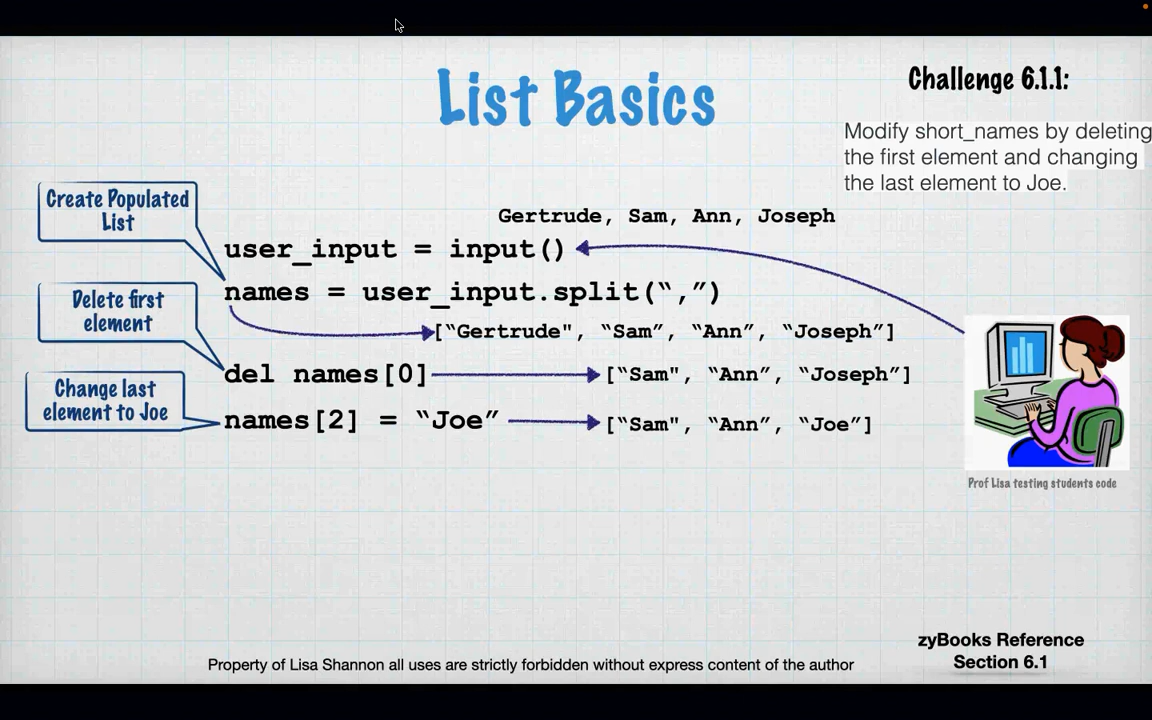 List Basics
Challenge 6.1.1:
Modify short_names by deleting
the first element and changing
the last element to Joe.
Create Populated
List
Gertrude, Sam, Ann, Joseph
user_input = input()
names = user_input.split(“,”)
[“Gertrude", “Sam”, “Ann”, “Joseph”]
Delete first
element
del names[0]
[“Sam", “Ann”, “Joseph”]
Change last
element to Joe
names[2] = “Joe”
[“Sam", “Ann”, “Joe”]
Prof Lisa testing students code
zyBooks Reference
Section 6.1
Property of Lisa Shannon all uses are strictly forbidden without express content of the author